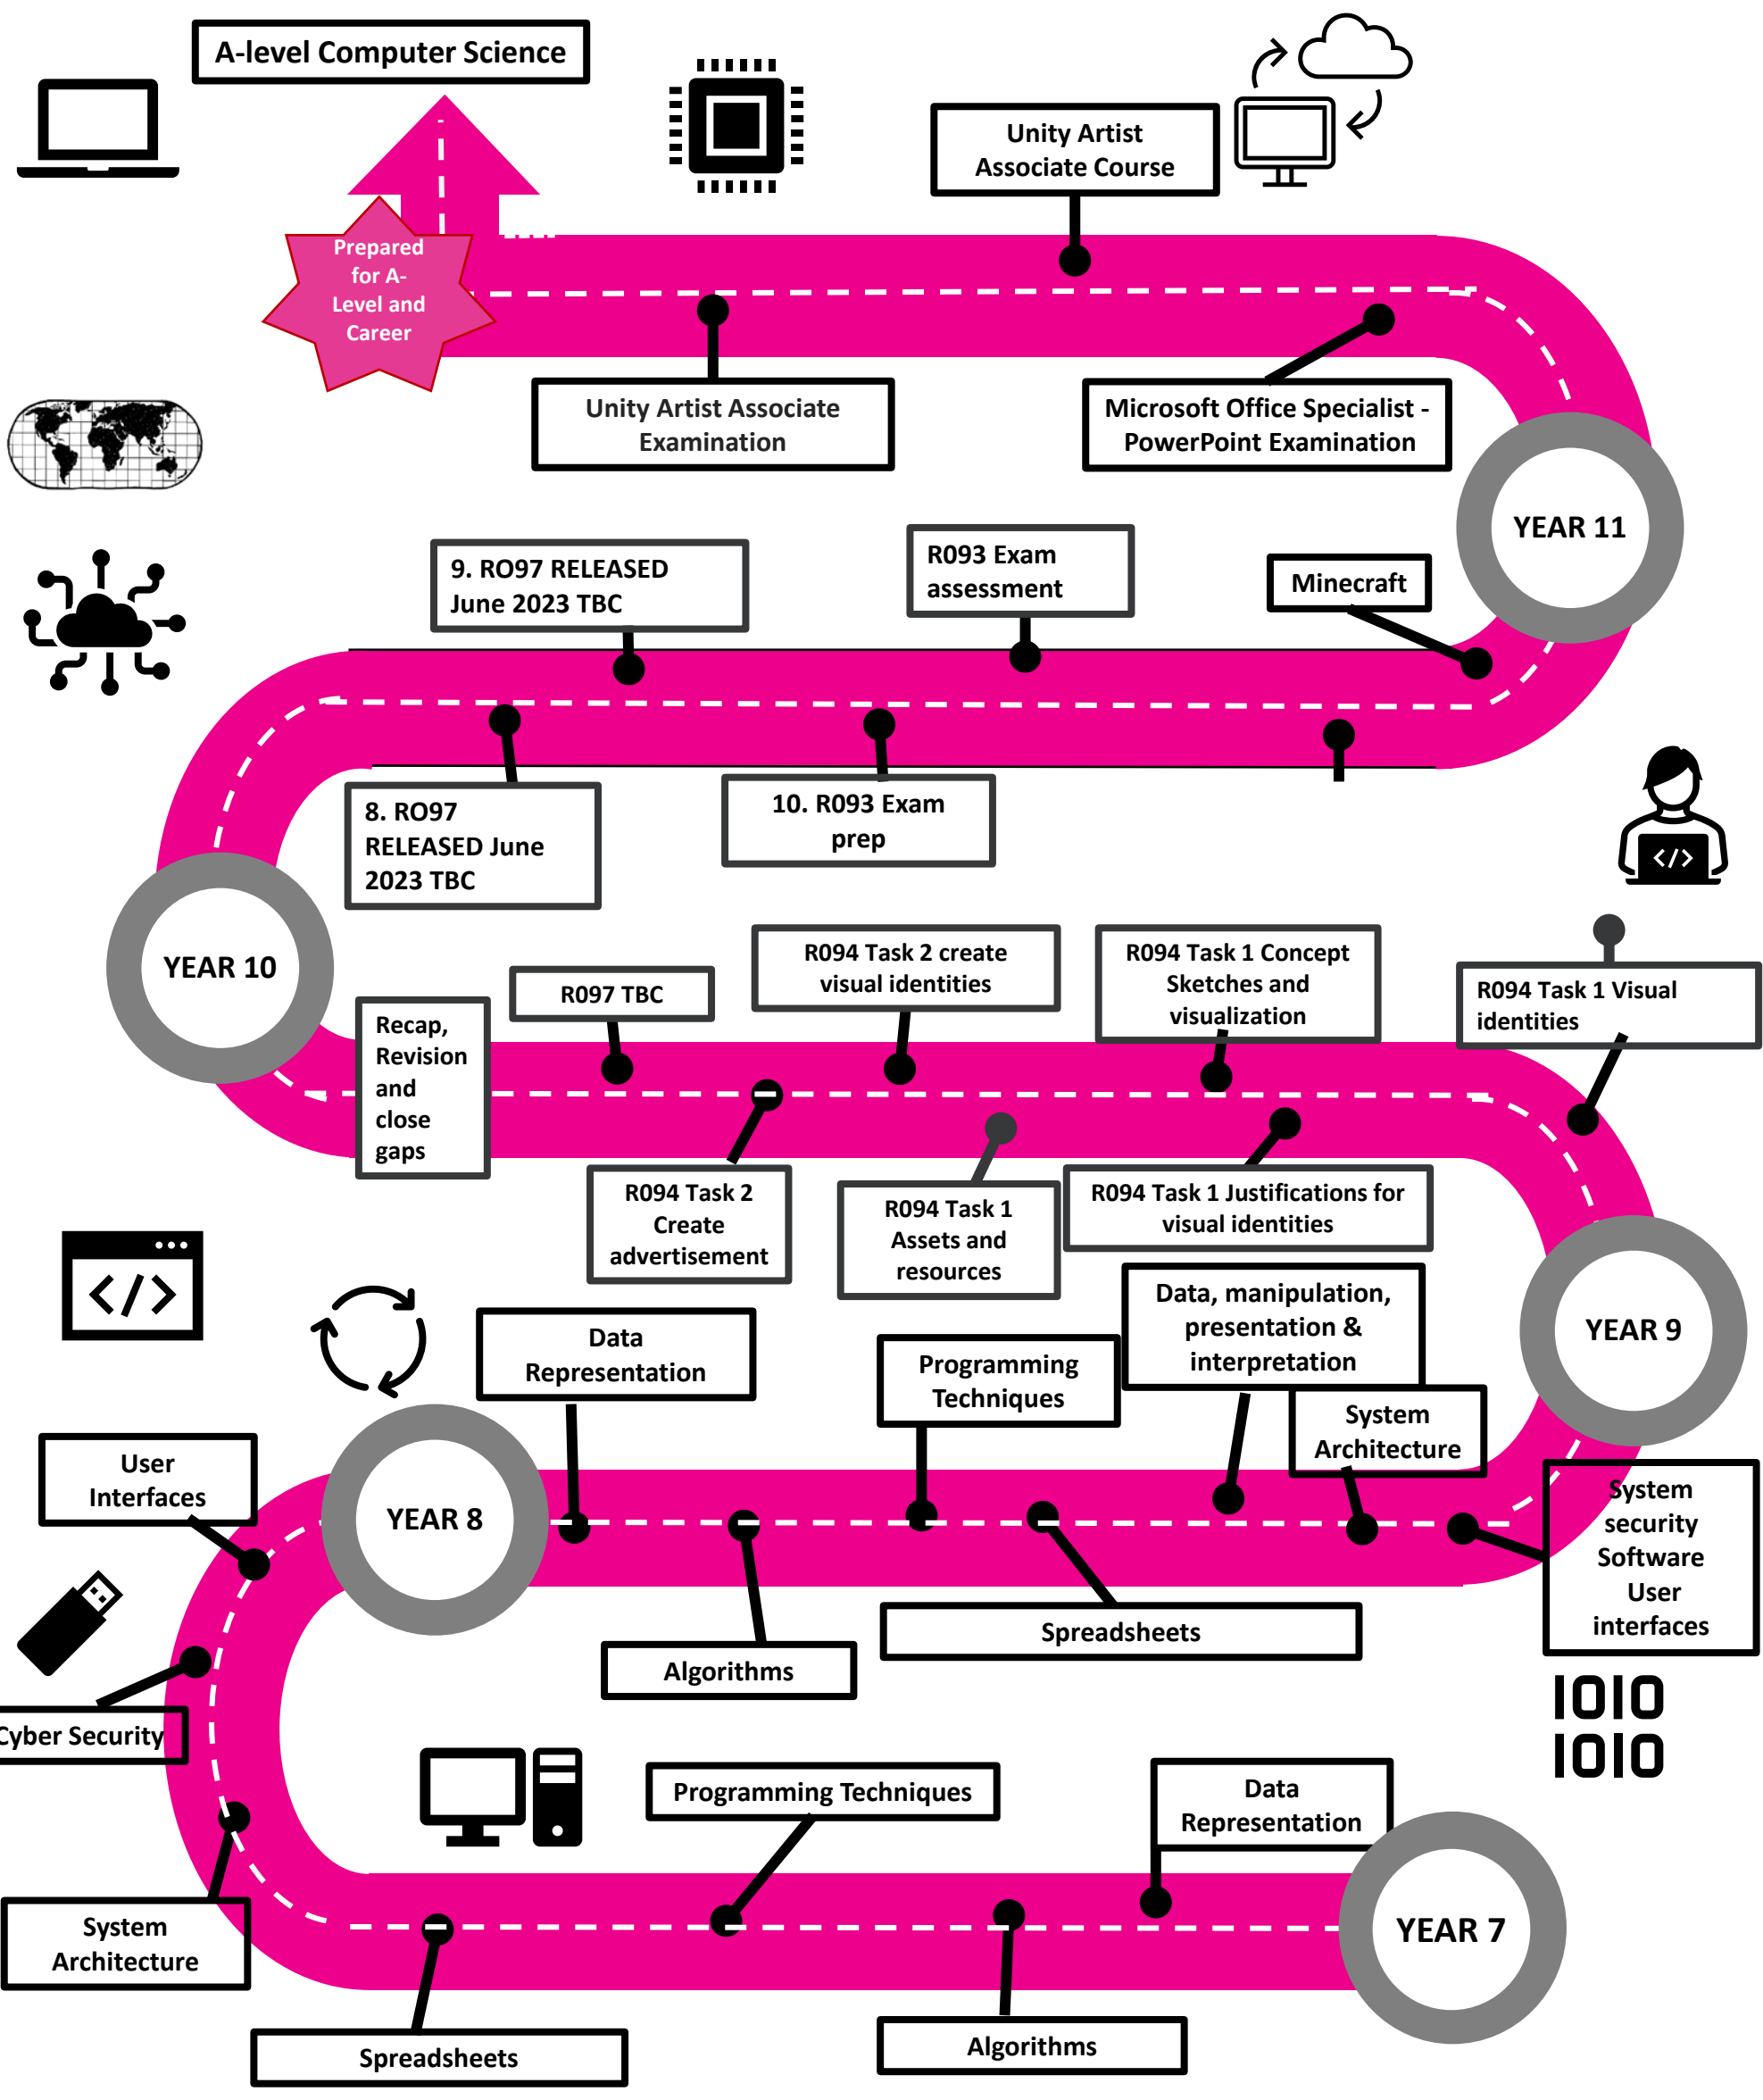 A-level Computer Science
Unity Artist
Associate Course
Prepared
for A-
Level and
Career
Unity Artist Associate
Examination
Microsoft Office Specialist -
PowerPoint Examination
YEAR 11
9. RO97 RELEASED
June 2023 TBC
R093 Exam
assessment
Minecraft
8. RO97
RELEASED June
2023 TBC
10. R093 Exam
prep
</>
YEAR 10
Recap,
Revision
and
close
gaps
R097 TBC
R094 Task 2 create
visual identities
R094 Task 1 Concept
Sketches and
visualization
R094 Task 1 Visual
identities
R094 Task 2
Create
advertisement
R094 Task 1
Assets and
resources
R094 Task 1 Justifications for
visual identities
</>
YEAR 9
Data
Representation
Programming
Techniques
Data, manipulation,
presentation &
interpretation
System
Architecture
User
Interfaces
YEAR 8
System
security
Software
User
interfaces
Algorithms
Spreadsheets
Cyber Security
1010
1010
Programming Techniques
Data
Representation
System
Architecture
YEAR 7
Spreadsheets
Algorithms